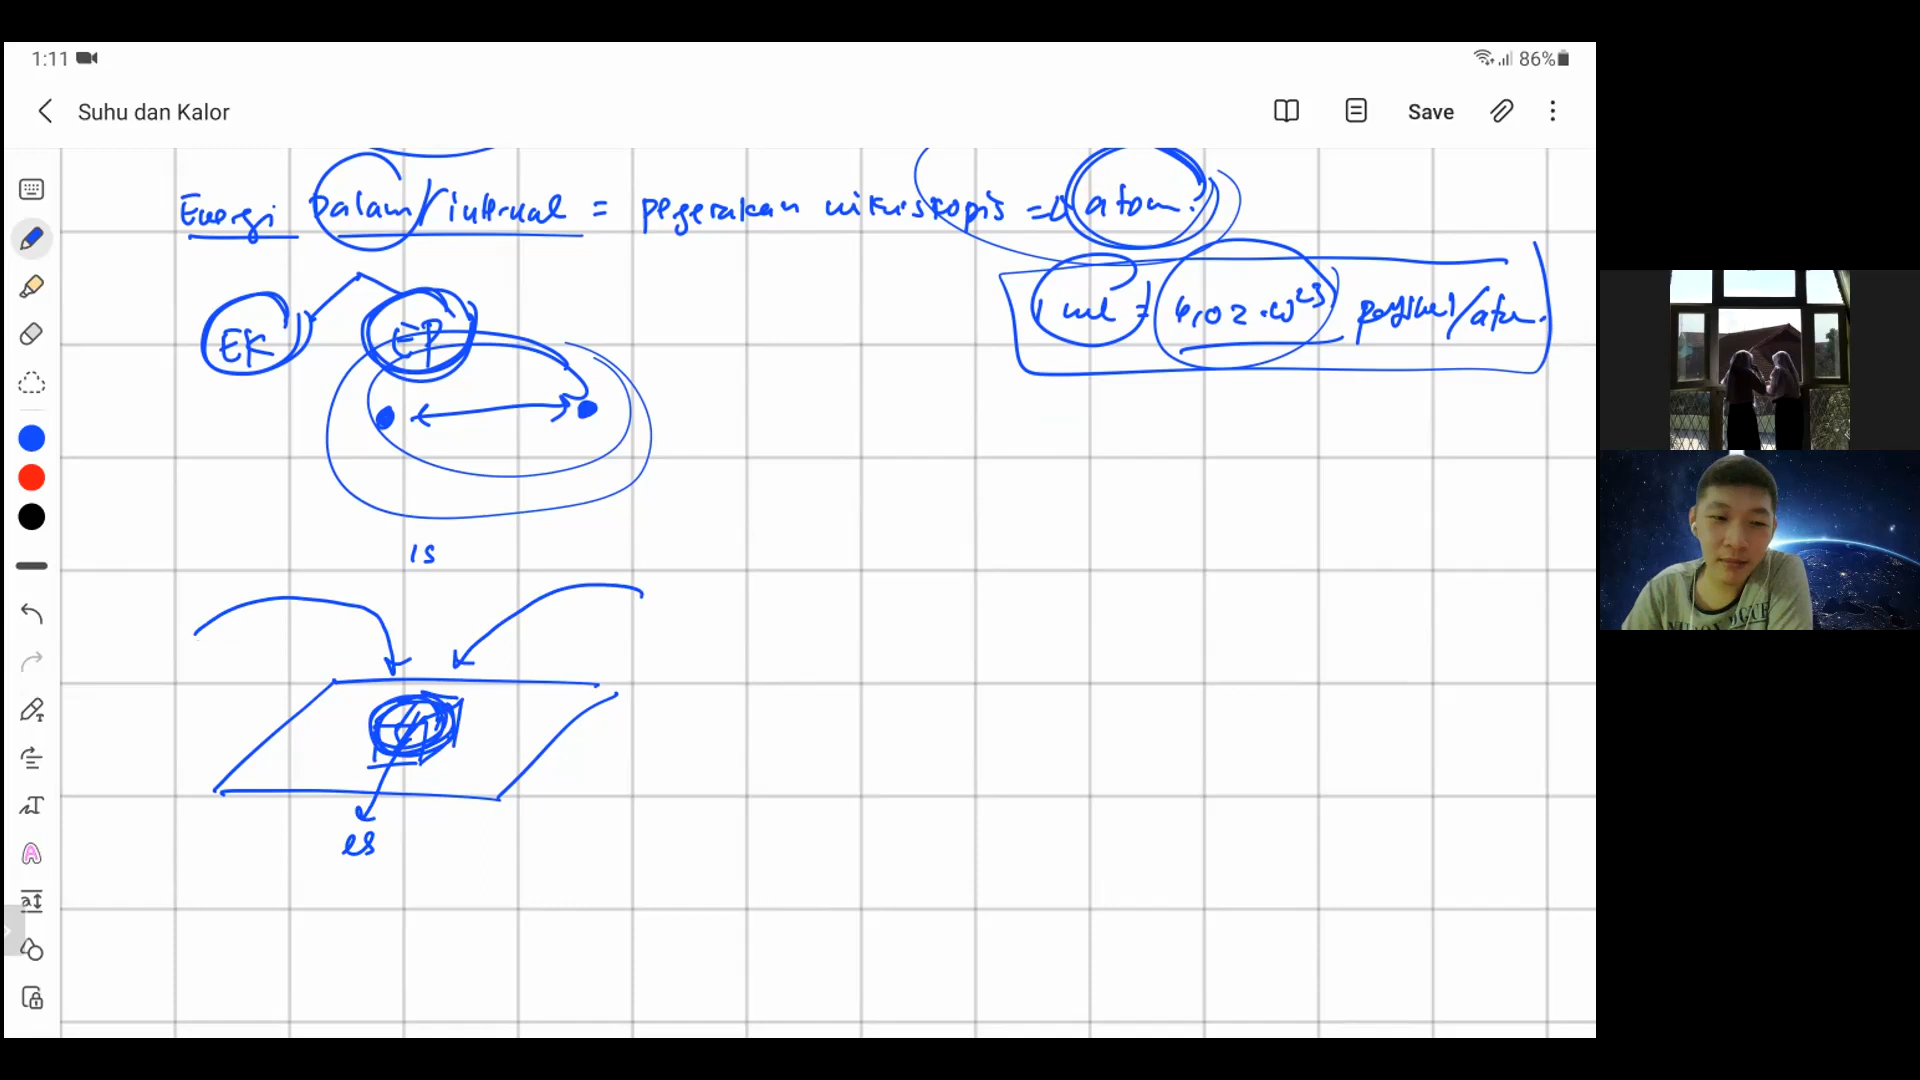 1:11 86%
Suhu dan Kalor
Save
Energi Dalam/internal = pergerakan mikroskopis => atom.
EK EP
1 mol = 6,02.10²³ partikel/atom.
1s
es